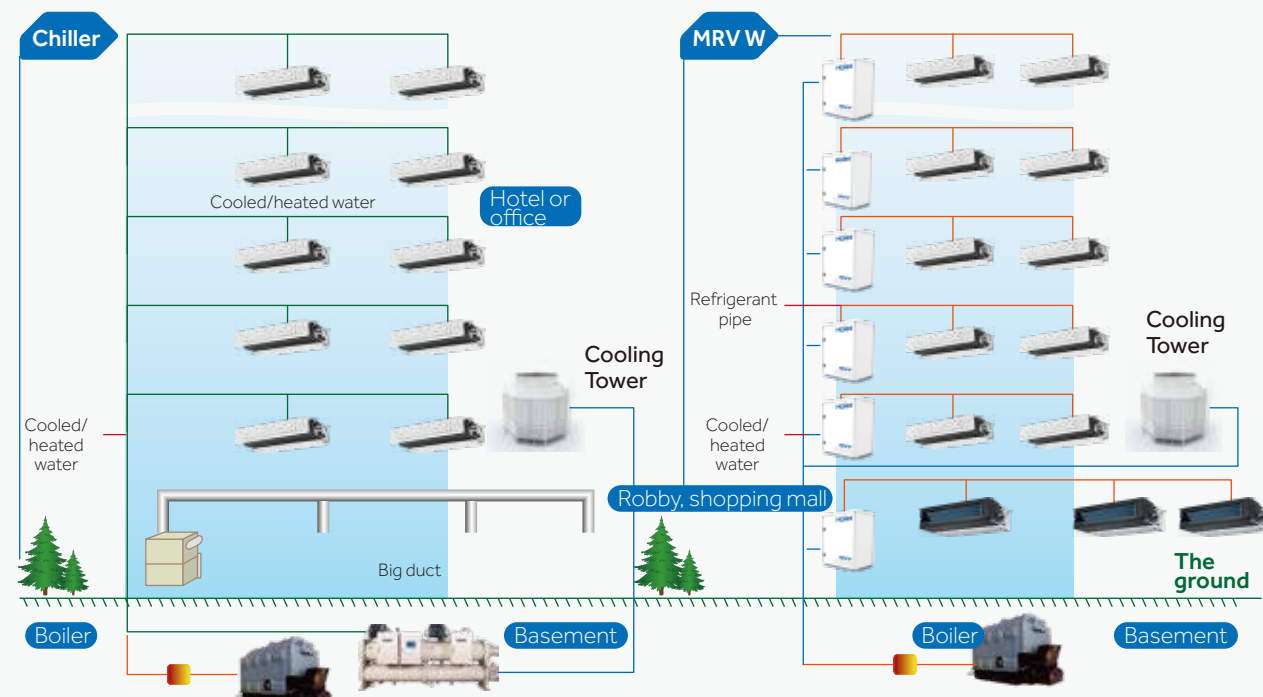 Chiller
MRV W
Cooled/heated water
Hotel or
office
Refrigerant
pipe
Cooling
Tower
Cooling
Tower
Cooled/
heated
water
Cooled/
heated
water
Robby, shopping mall
Big duct
The
ground
Boiler
Basement
Boiler
Basement